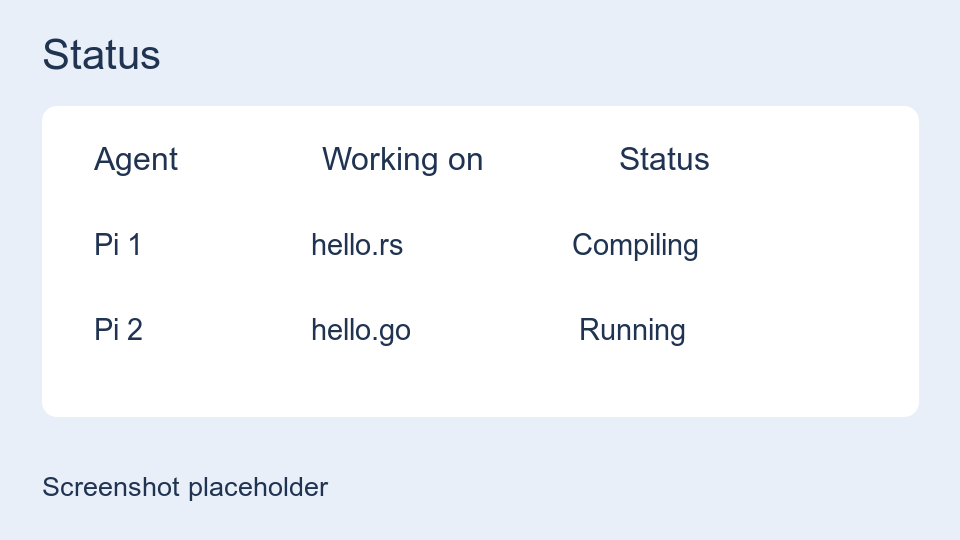 Status
Agent Working on Status
Pi 1 hello.rs Compiling
Pi 2 hello.go Running
Screenshot placeholder